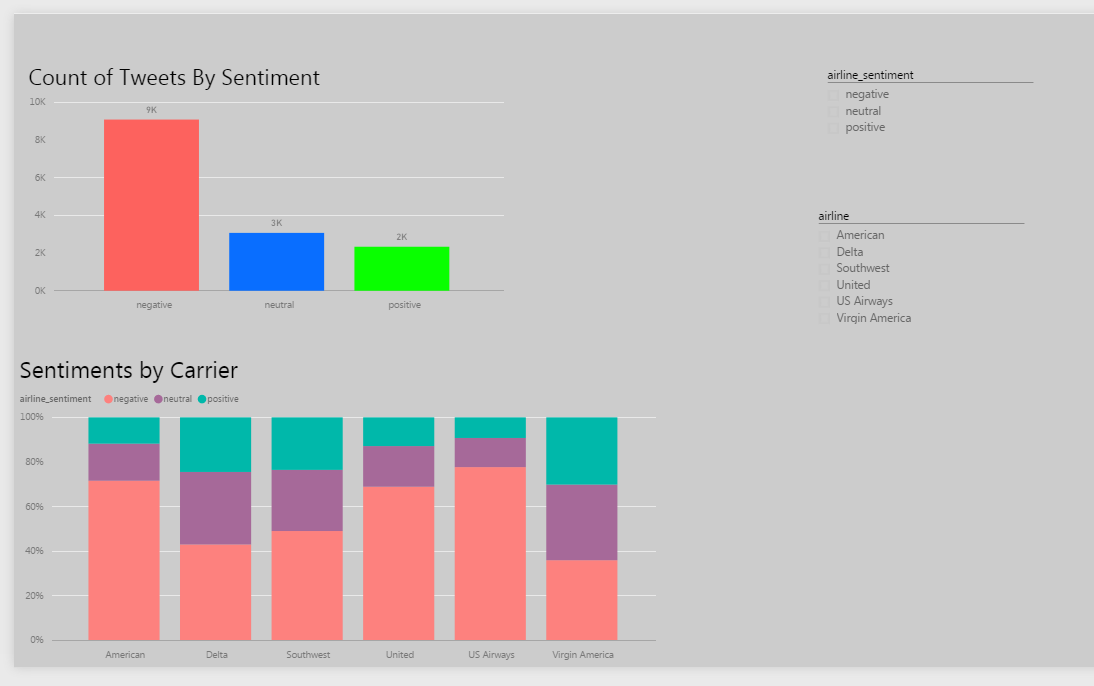 Count of Tweets By Sentiment
10K
8K
6K
4K
2K
0K
9K
3K
2K
negative neutral positive
airline_sentiment
negative
neutral
positive
airline
American
Delta
Southwest
United
US Airways
Virgin America
Sentiments by Carrier
airline_sentiment negative neutral positive
100%
80%
60%
40%
20%
0%
American Delta Southwest United US Airways Virgin America